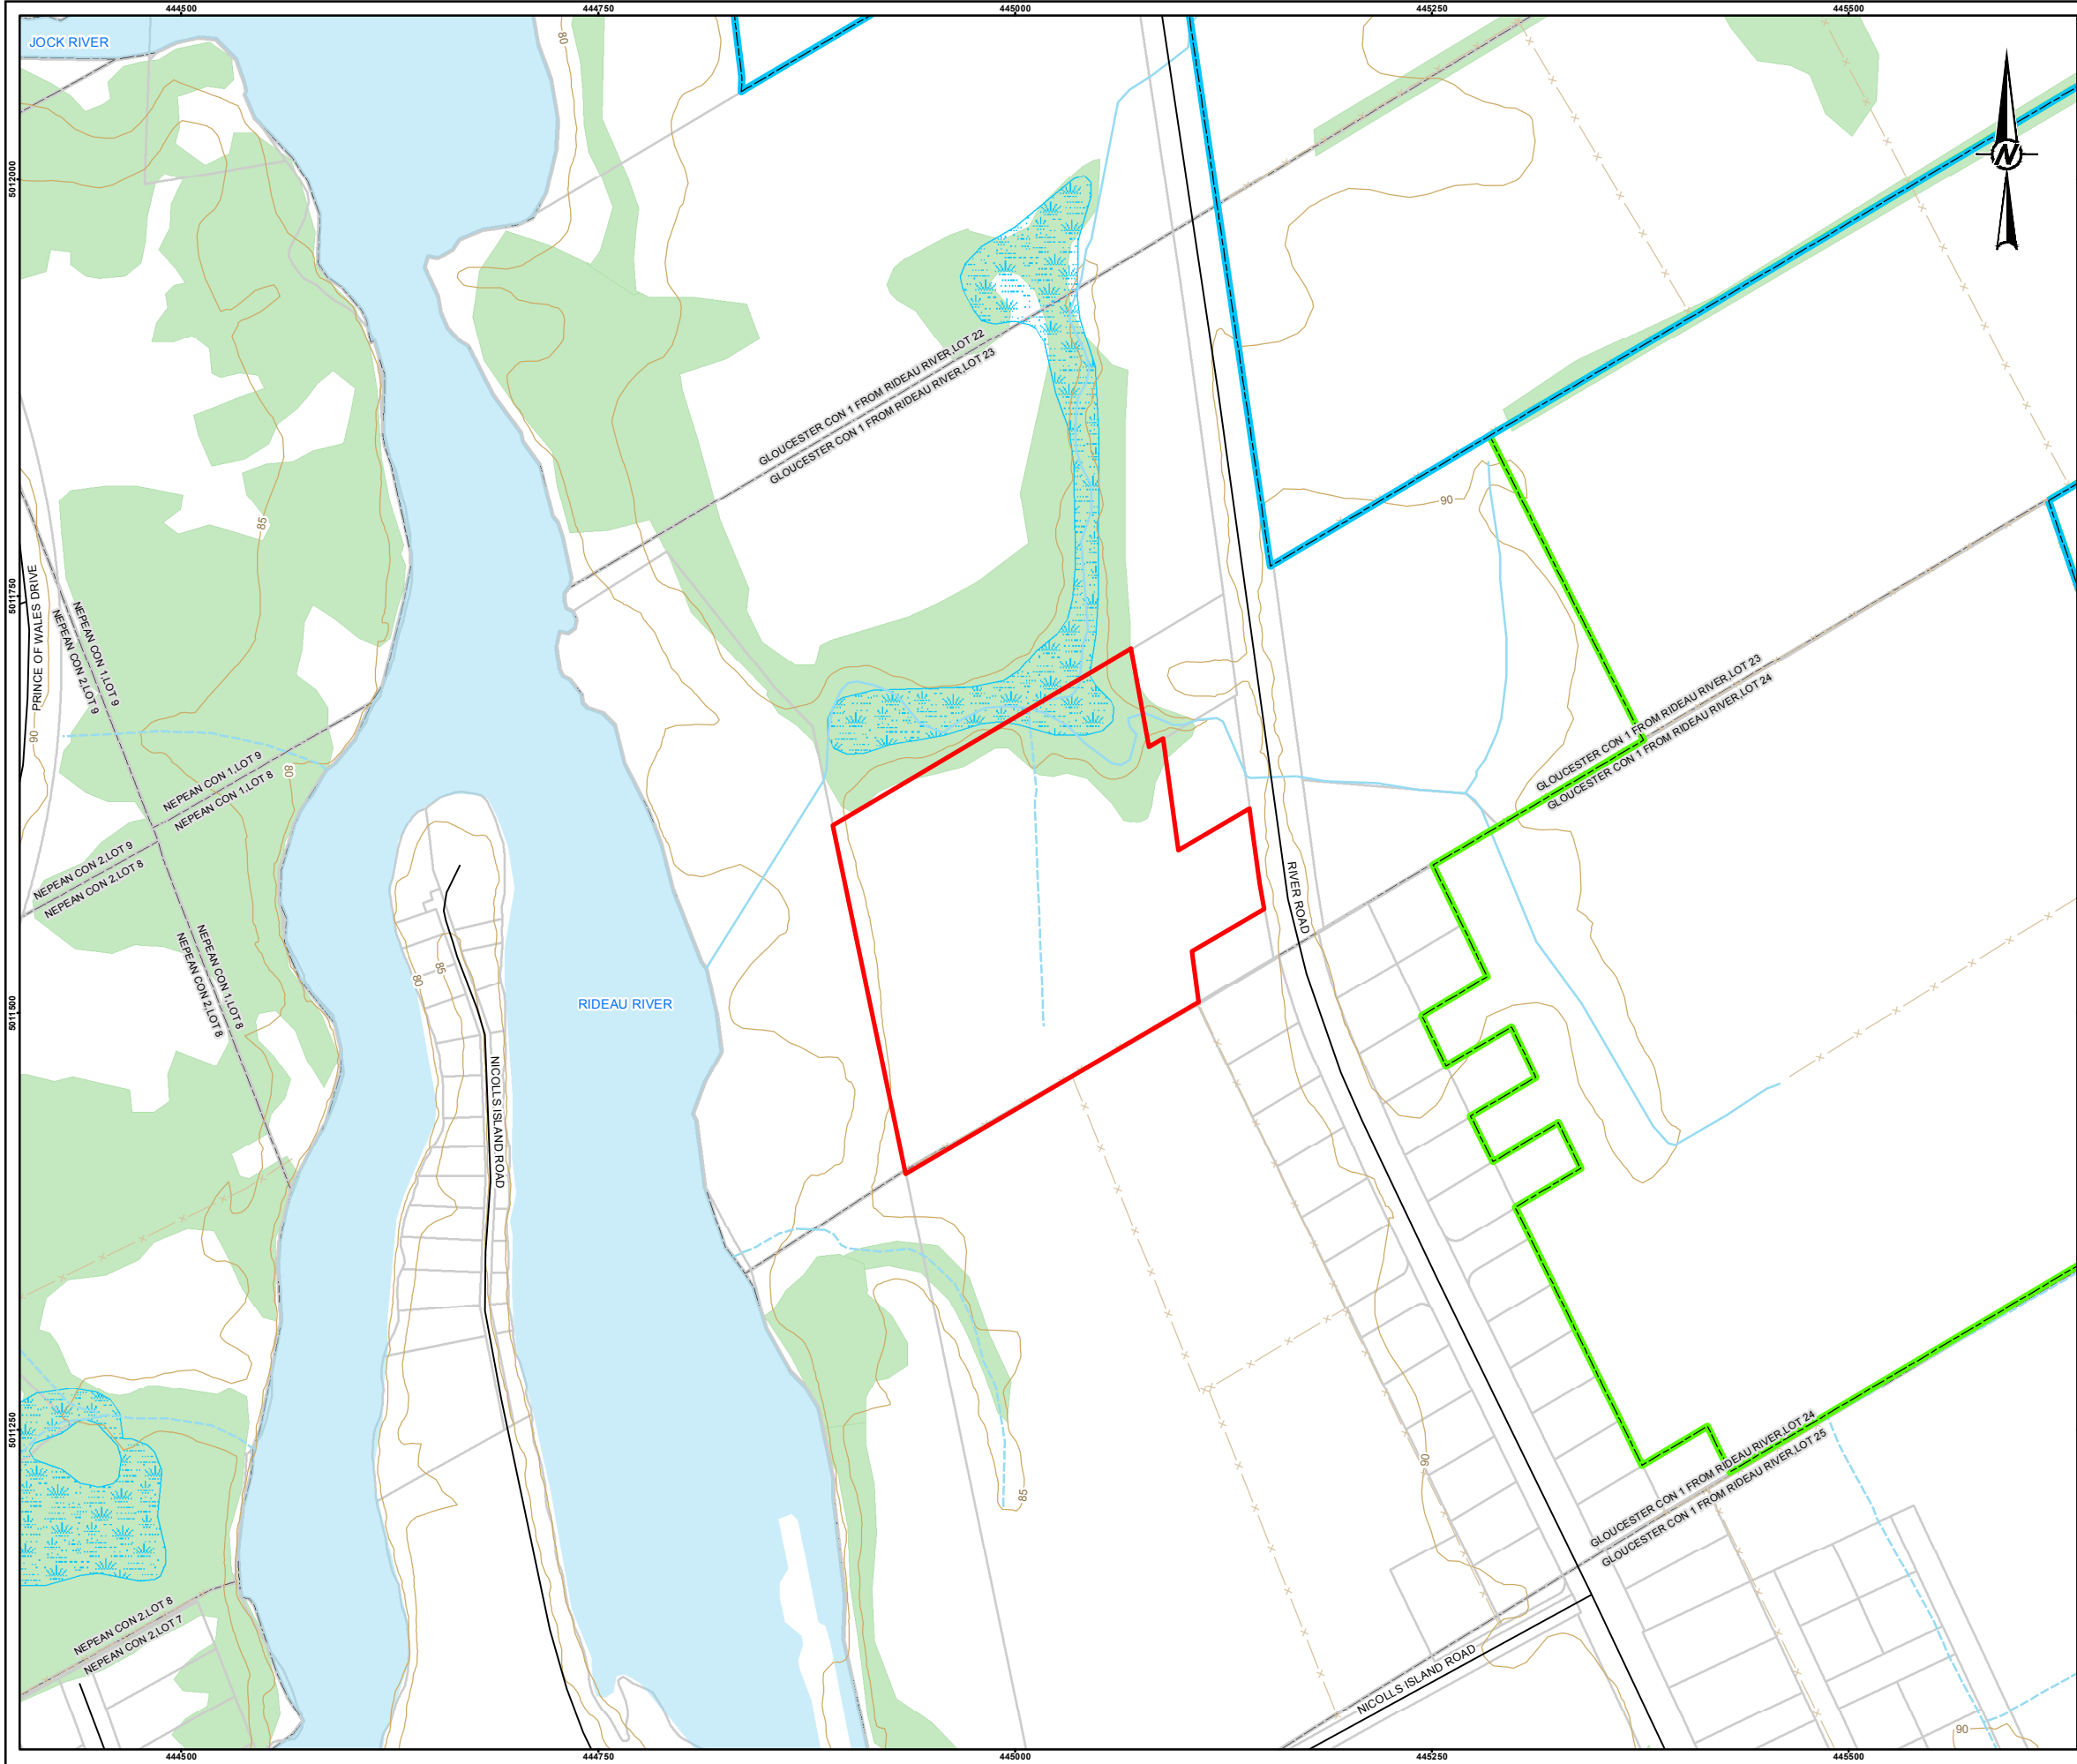 444500
444750
445000
445250
445500
JOCK RIVER
80
N
5012000
GLOUCESTER CON 1 FROM RIDEAU RIVER,LOT 22
GLOUCESTER CON 1 FROM RIDEAU RIVER,LOT 23
90
85
5011750
PRINCE OF WALES DRIVE
NEPEAN CON 1,LOT 9
NEPEAN CON 2,LOT 9
90
GLOUCESTER CON 1 FROM RIDEAU RIVER,LOT 23
GLOUCESTER CON 1 FROM RIDEAU RIVER,LOT 24
NEPEAN CON 1,LOT 9
NEPEAN CON 1,LOT 8
80
NEPEAN CON 2,LOT 9
NEPEAN CON 2,LOT 8
RIVER ROAD
NEPEAN CON 1,LOT 8
NEPEAN CON 2,LOT 8
80
85
RIDEAU RIVER
5011500
NICOLLS ISLAND ROAD
5011250
GLOUCESTER CON 1 FROM RIDEAU RIVER,LOT 24
GLOUCESTER CON 1 FROM RIDEAU RIVER,LOT 25
90
85
NEPEAN CON 2,LOT 8
NEPEAN CON 2,LOT 7
NICOLLS ISLAND ROAD
90
444500
444750
445000
445250
445500